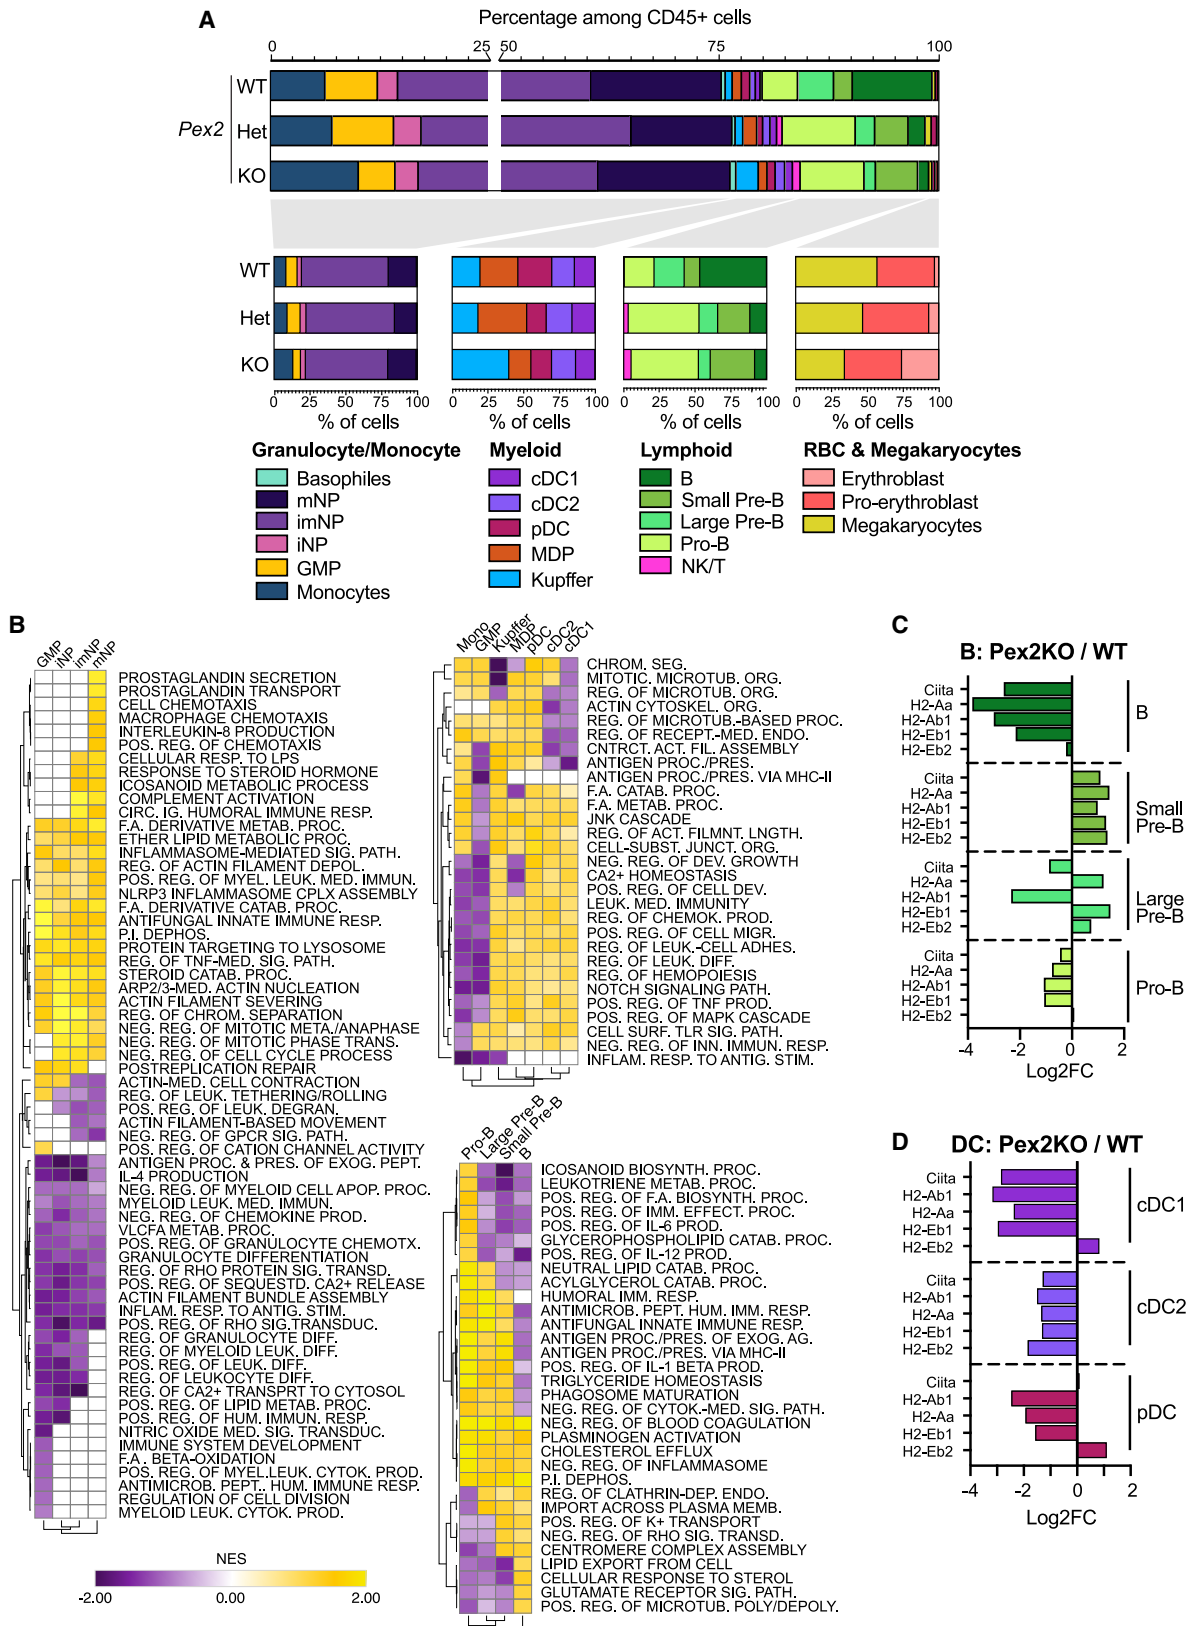 A
Percentage among CD45+ cells
0 25 50 75 100
Pex2
WT
Het
KO
WT
Het
KO
0 25 50 75 100
0 25 50 75 100
0 25 50 75 100
0 25 50 75 100
% of cells
% of cells
% of cells
% of cells
Granulocyte/Monocyte
Basophiles
mNP
imNP
iNP
GMP
Monocytes
Myeloid
cDC1
cDC2
pDC
MDP
Kupffer
Lymphoid
B
Small Pre-B
Large Pre-B
Pro-B
NK/T
RBC & Megakaryocytes
Erythroblast
Pro-erythroblast
Megakaryocytes
B
GMP
iNP
imNP
mNP
PROSTAGLANDIN SECRETION
PROSTAGLANDIN TRANSPORT
CELL CHEMOTAXIS
MACROPHAGE CHEMOTAXIS
INTERLEUKIN-8 PRODUCTION
POS. REG. OF CHEMOTAXIS
CELLULAR RESP. TO LPS
RESPONSE TO STEROID HORMONE
ICOSANOID METABOLIC PROCESS
COMPLEMENT ACTIVATION
CIRC. IG. HUMORAL IMMUNE RESP.
F.A. DERIVATIVE METAB. PROC.
ETHER LIPID METABOLIC PROC.
INFLAMMASOME-MEDIATED SIG. PATH.
REG. OF ACTIN FILAMENT DEPOL.
POS. REG. OF MYEL. LEUK. MED. IMMUN.
NLRP3 INFLAMMASOME CPLX ASSEMBLY
F.A. DERIVATIVE CATAB. PROC.
ANTIFUNGAL INNATE IMMUNE RESP.
P.I. DEPHOS.
PROTEIN TARGETING TO LYSOSOME
REG. OF TNF-MED. SIG. PATH.
STEROID CATAB. PROC.
ARP2/3-MED. ACTIN NUCLEATION
ACTIN FILAMENT SEVERING
REG. OF CHROM. SEPARATION
NEG. REG. OF MITOTIC META./ANAPHASE
NEG. REG. OF MITOTIC PHASE TRANS.
NEG. REG. OF CELL CYCLE PROCESS
POSTREPLICATION REPAIR
ACTIN-MED. CELL CONTRACTION
REG. OF LEUK. TETHERING/ROLLING
POS. REG. OF LEUK. DEGRAN.
ACTIN FILAMENT-BASED MOVEMENT
NEG. REG. OF GPCR SIG. PATH.
POS. REG. OF CATION CHANNEL ACTIVITY
ANTIGEN PROC. & PRES. OF EXOG. PEPT.
IL-4 PRODUCTION
NEG. REG. OF MYELOID CELL APOP. PROC.
MYELOID LEUK. MED. IMMUN.
NEG. REG. OF CHEMOKINE PROD.
VLCFA METAB. PROC.
POS. REG. OF GRANULOCYTE CHEMOTX.
GRANULOCYTE DIFFERENTIATION
REG. OF RHO PROTEIN SIG. TRANSD.
POS. REG. OF SEQUESTD. CA2+ RELEASE
ACTIN FILAMENT BUNDLE ASSEMBLY
INFLAM. RESP. TO ANTIG. STIM.
POS. REG. OF RHO SIG.TRANSDUC.
REG. OF GRANULOCYTE DIFF.
REG. OF MYELOID LEUK. DIFF.
POS. REG. OF LEUK. DIFF.
REG. OF LEUKOCYTE DIFF.
REG. OF CA2+ TRANSPRT TO CYTOSOL
POS. REG. OF LIPID METAB. PROC.
POS. REG. OF HUM. IMMUN. RESP.
NITRIC OXIDE MED. SIG. TRANSDUC.
IMMUNE SYSTEM DEVELOPMENT
F.A. BETA-OXIDATION
POS. REG. OF MYEL.LEUK. CYTOK. PROD.
ANTIMICROB. PEPT.. HUM. IMMUNE RESP.
REGULATION OF CELL DIVISION
MYELOID LEUK. CYTOK. PROD.
NES
-2.00 0.00 2.00
Mono
GMP
Kupffer
MDP
pDC
cDC2
cDC1
CHROM. SEG.
MITOTIC. MICROTUB. ORG.
REG. OF MICROTUB. ORG.
ACTIN CYTOSKEL. ORG.
REG. OF MICROTUB.-BASED PROC.
REG. OF RECEPT.-MED. ENDO.
CNTRCT. ACT. FIL. ASSEMBLY
ANTIGEN PROC./PRES.
ANTIGEN PROC./PRES. VIA MHC-II
F.A. CATAB. PROC.
F.A. METAB. PROC.
JNK CASCADE
REG. OF ACT. FILMNT. LNGTH.
CELL-SUBST. JUNCT. ORG.
NEG. REG. OF DEV. GROWTH
CA2+ HOMEOSTASIS
POS. REG. OF CELL DEV.
LEUK. MED. IMMUNITY
REG. OF CHEMOK. PROD.
POS. REG. OF CELL MIGR.
REG. OF LEUK.-CELL ADHES.
REG. OF LEUK. DIFF.
REG. OF HEMOPOIESIS
NOTCH SIGNALING PATH.
POS. REG. OF TNF PROD.
POS. REG. OF MAPK CASCADE
CELL SURF. TLR SIG. PATH.
NEG. REG. OF INN. IMMUN. RESP.
INFLAM. RESP. TO ANTIG. STIM.
Pro-B
Large Pre-B
Small Pre-B
B
ICOSANOID BIOSYNTH. PROC.
LEUKOTRIENE METAB. PROC.
POS. REG. OF F.A. BIOSYNTH. PROC.
POS. REG. OF IMM. EFFECT. PROC.
POS. REG. OF IL-6 PROD.
GLYCEROPHOSPHOLIPID CATAB. PROC.
POS. REG. OF IL-12 PROD.
NEUTRAL LIPID CATAB. PROC.
ACYLGLYCEROL CATAB. PROC.
HUMORAL IMM. RESP.
ANTIMICROB. PEPT. HUM. IMM. RESP.
ANTIFUNGAL INNATE IMMUNE RESP.
ANTIGEN PROC./PRES. OF EXOG. AG.
ANTIGEN PROC./PRES. VIA MHC-II
POS. REG. OF IL-1 BETA PROD.
TRIGLYCERIDE HOMEOSTASIS
PHAGOSOME MATURATION
NEG. REG. OF CYTOK.-MED. SIG. PATH.
NEG. REG. OF BLOOD COAGULATION
PLASMINOGEN ACTIVATION
CHOLESTEROL EFFLUX
NEG. REG. OF INFLAMMASOME
P.I. DEPHOS.
REG. OF CLATHRIN-DEP. ENDO.
IMPORT ACROSS PLASMA MEMB.
POS. REG. OF K+ TRANSPORT
NEG. REG. OF RHO SIG. TRANSD.
CENTROMERE COMPLEX ASSEMBLY
LIPID EXPORT FROM CELL
CELLULAR RESPONSE TO STEROL
GLUTAMATE RECEPTOR SIG. PATH.
POS. REG. OF MICROTUB. POLY/DEPOLY.
C
B: Pex2KO / WT
Ciita
H2-Aa
H2-Ab1
H2-Eb1
H2-Eb2
B
Ciita
H2-Aa
H2-Ab1
H2-Eb1
H2-Eb2
Small
Pre-B
Ciita
H2-Aa
H2-Ab1
H2-Eb1
H2-Eb2
Large
Pre-B
Ciita
H2-Aa
H2-Ab1
H2-Eb1
H2-Eb2
Pro-B
-4 -2 0 2
Log2FC
D
DC: Pex2KO / WT
Ciita
H2-Ab1
H2-Aa
H2-Eb1
H2-Eb2
cDC1
Ciita
H2-Ab1
H2-Aa
H2-Eb1
H2-Eb2
cDC2
Ciita
H2-Ab1
H2-Aa
H2-Eb1
H2-Eb2
pDC
-4 -2 0 2
Log2FC